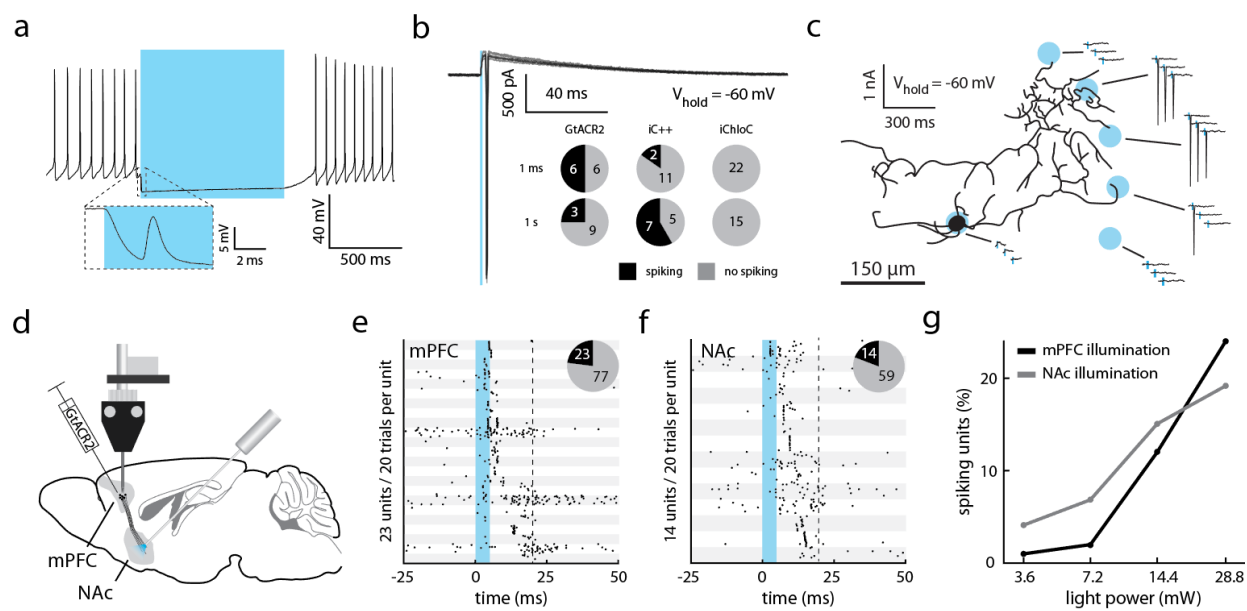 a
40 mV
500 ms
5 mV
2 ms
b
500 pA
40 ms
Vhold = -60 mV
GtACR2
iC++
iChloC
1 ms
6
6
2
11
22
1 s
3
9
7
5
15
spiking
no spiking
c
1 nA
Vhold = -60 mV
300 ms
150 µm
d
GtACR2
mPFC
NAc
e
mPFC
23
77
23 units / 20 trials per unit
-25
0
25
50
time (ms)
f
NAc
14
59
14 units / 20 trials per unit
-25
0
25
50
time (ms)
g
mPFC illumination
NAc illumination
spiking units (%)
20
10
0
3.6
7.2
14.4
28.8
light power (mW)